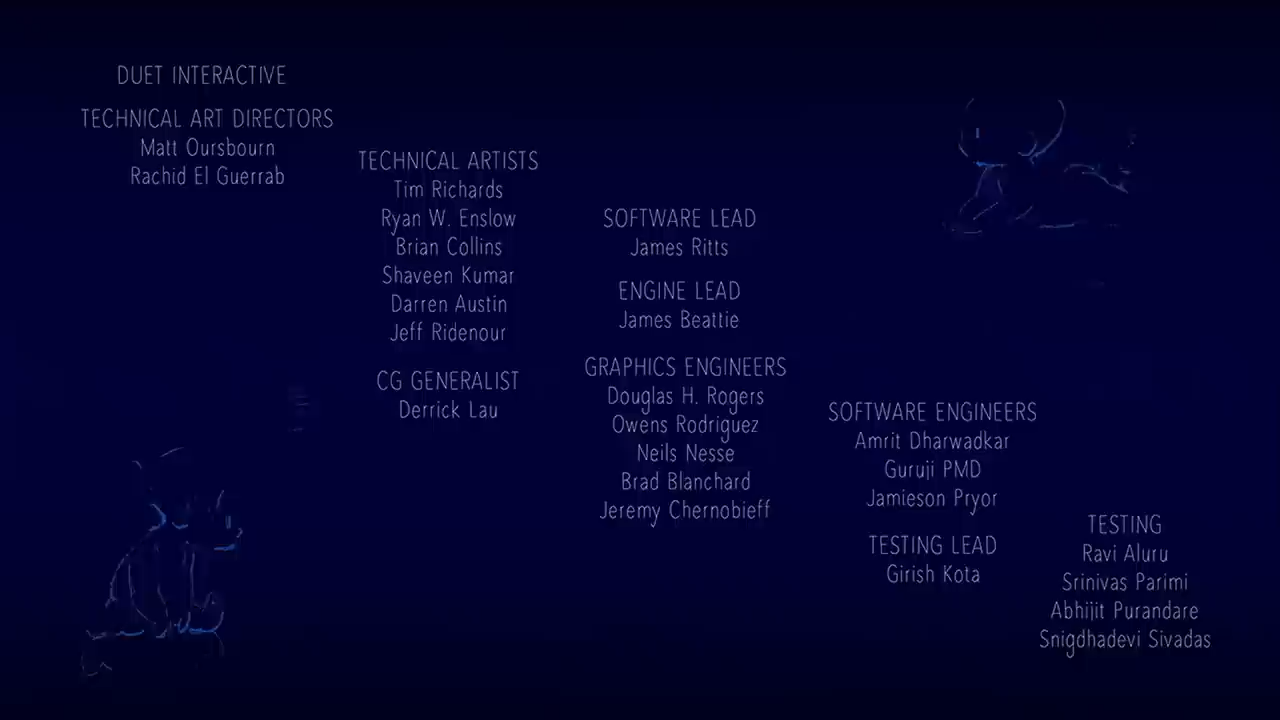 DUET INTERACTIVE
TECHNICAL ART DIRECTORS
Matt Oursbourn
Rachid El Guerrab
TECHNICAL ARTISTS
Tim Richards
Ryan W. Enslow
Brian Collins
Shaveen Kumar
Darren Austin
Jeff Ridenour
CG GENERALIST
Derrick Lau
SOFTWARE LEAD
James Ritts
ENGINE LEAD
James Beattie
GRAPHICS ENGINEERS
Douglas H. Rogers
Owens Rodriguez
Neils Nesse
Brad Blanchard
Jeremy Chernobieff
SOFTWARE ENGINEERS
Amrit Dharwadkar
Guruji PMD
Jamieson Pryor
TESTING LEAD
Girish Kota
TESTING
Ravi Aluru
Srinivas Parimi
Abhijit Purandare
Snigdhadevi Sivadas